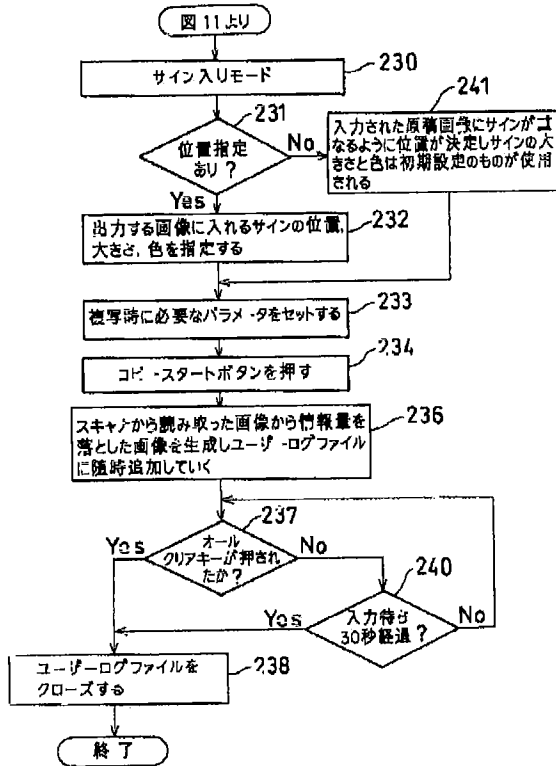 図11より
サイン入りモード
230
231
位置指定
あり?
No
Yes
241
入力された原稿画像にサインが
なるように位置が決定しサインの大
きさと色は初期設定のものが使用
される
出力する画像に入れるサインの位置,
大きさ,色を指定する
232
複写時に必要なパラメータをセットする
233
コピースタートボタンを押す
234
スキャナから読み取った画像から情報量を
落とした画像を生成しユーザーログファイル
に随時追加していく
236
237
オール
クリアキーが押され
たか?
Yes
No
240
入力待ち
30秒経過?
Yes
No
ユーザーログファイルを
クローズする
238
終了